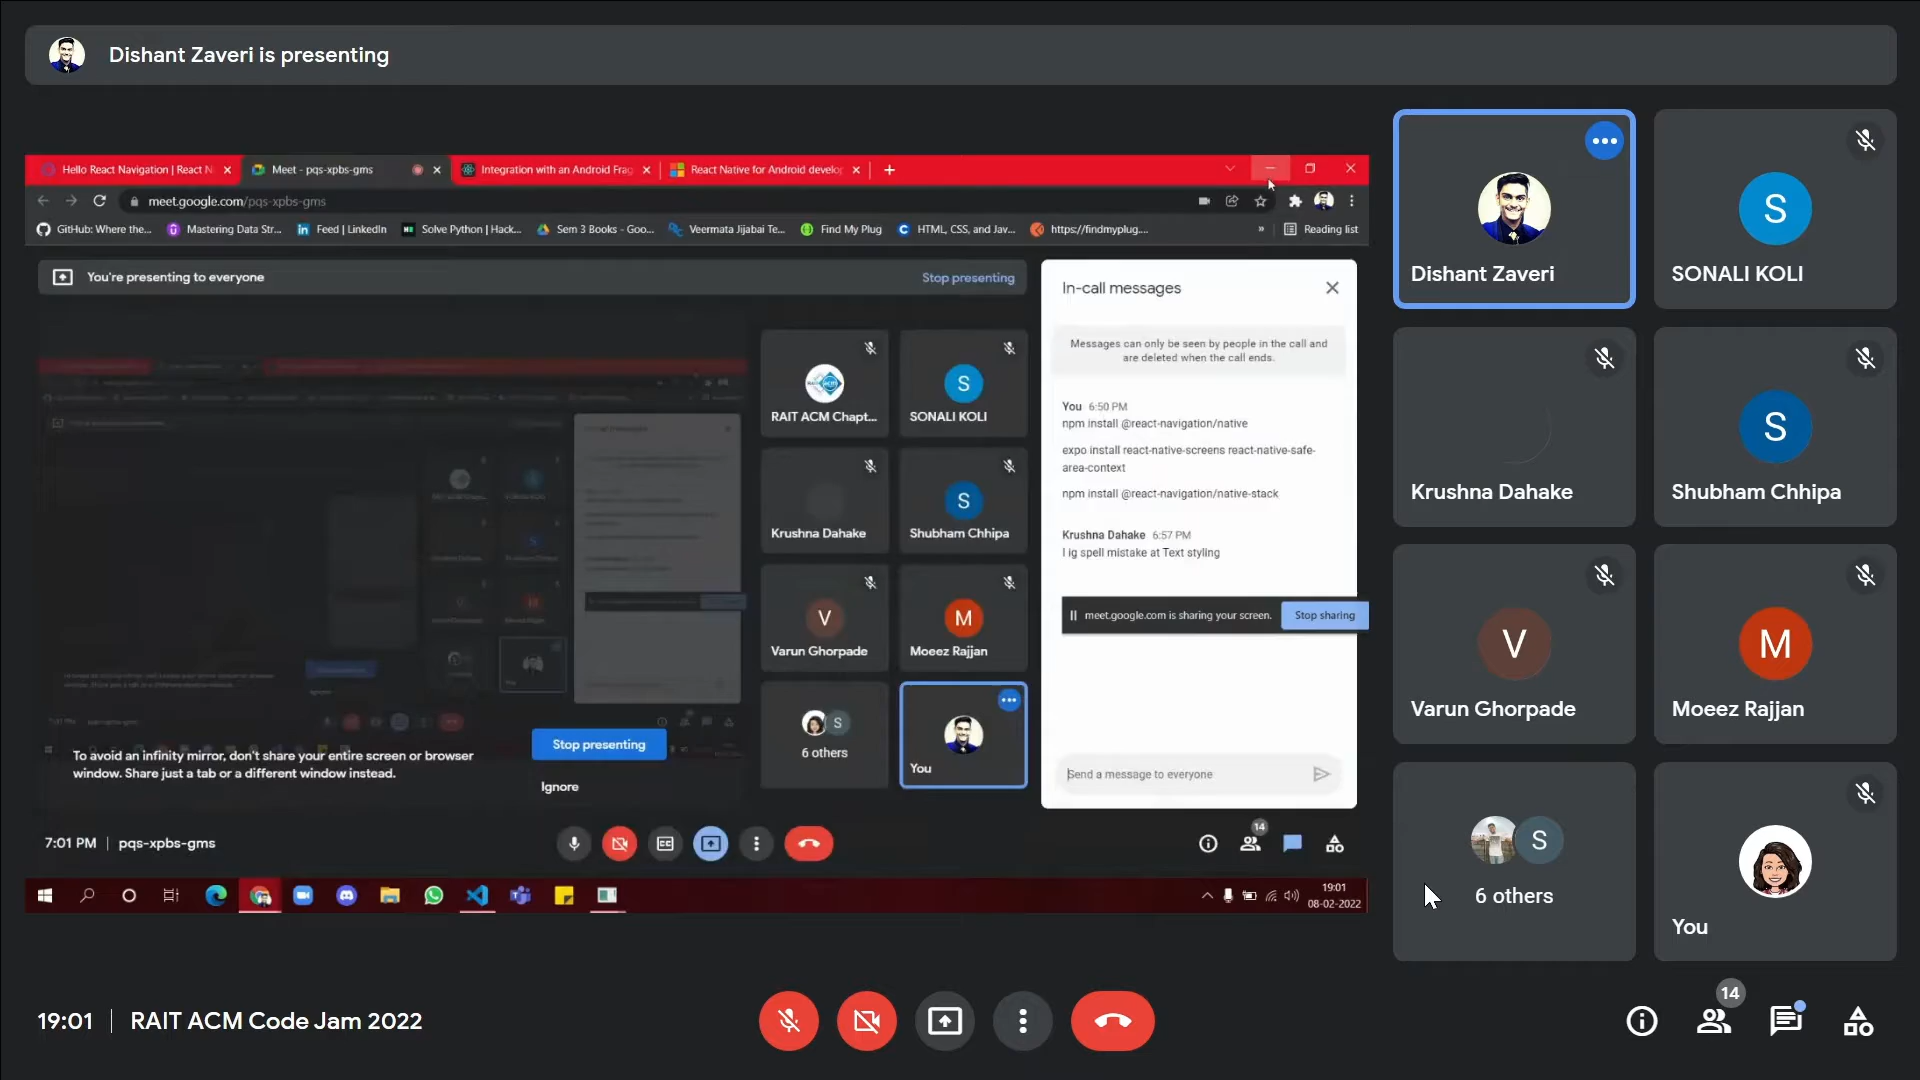 Dishant Zaveri is presenting
Hello React Navigation | React N
Meet - pqs-xpbs-gms
Integration with an Android Frag
React Native for Android develop
meet.google.com/pqs-xpbs-gms
GitHub: Where the...
Mastering Data Str...
Feed | LinkedIn
Solve Python | Hack...
Sem 3 Books - Goo...
Veermata Jijabai Te...
Find My Plug
HTML, CSS, and Jav...
https://findmyplug....
»
Reading list
You're presenting to everyone
Stop presenting
RAIT ACM Chapt...
S
SONALI KOLI
Krushna Dahake
S
Shubham Chhipa
V
Varun Ghorpade
M
Moeez Rajjan
S
6 others
You
To avoid an infinity mirror, don't share your entire screen or browser
window. Share just a tab or a different window instead.
Stop presenting
Ignore
In-call messages
Messages can only be seen by people in the call and
are deleted when the call ends.
You 6:50 PM
npm install @react-navigation/native
expo install react-native-screens react-native-safe-
area-context
npm install @react-navigation/native-stack
Krushna Dahake 6:57 PM
I ig spell mistake at Text styling
meet.google.com is sharing your screen.
Stop sharing
Send a message to everyone
7:01 PM | pqs-xpbs-gms
14
19:01
08-02-2022
Dishant Zaveri
S
SONALI KOLI
Krushna Dahake
S
Shubham Chhipa
V
Varun Ghorpade
M
Moeez Rajjan
S
6 others
You
19:01 | RAIT ACM Code Jam 2022
14